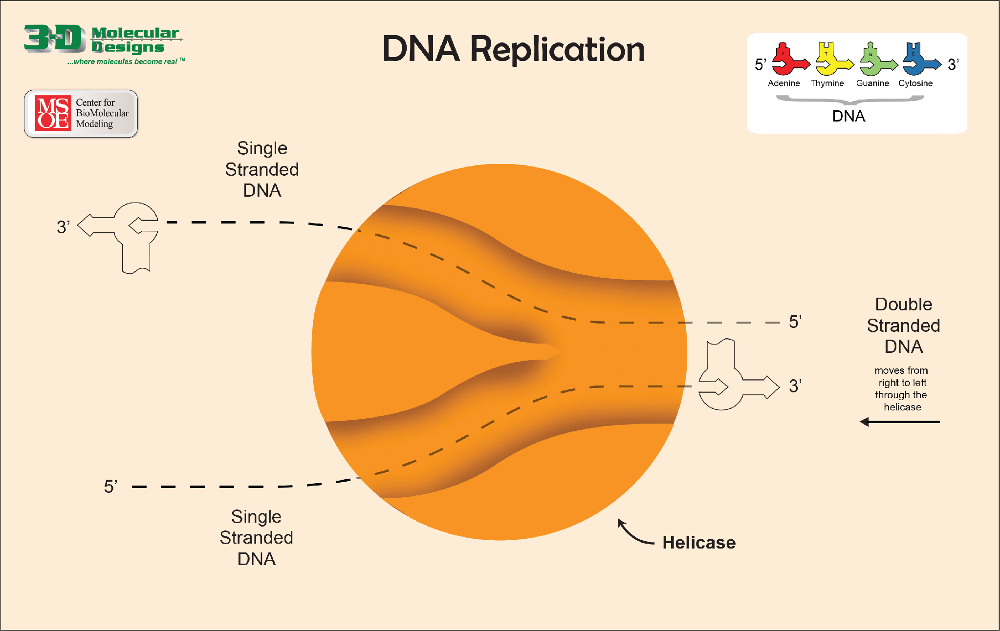 3-D Molecular
Designs
...where molecules become real ™
DNA Replication
A T G C
5’ 3’
Adenine Thymine Guanine Cytosine
DNA
MS
OE
Center for
BioMolecular
Modeling
Single
Stranded
DNA
3’
5’
3’
Double
Stranded
DNA
moves from
right to left
through the
helicase
5’
Single
Stranded
DNA
Helicase